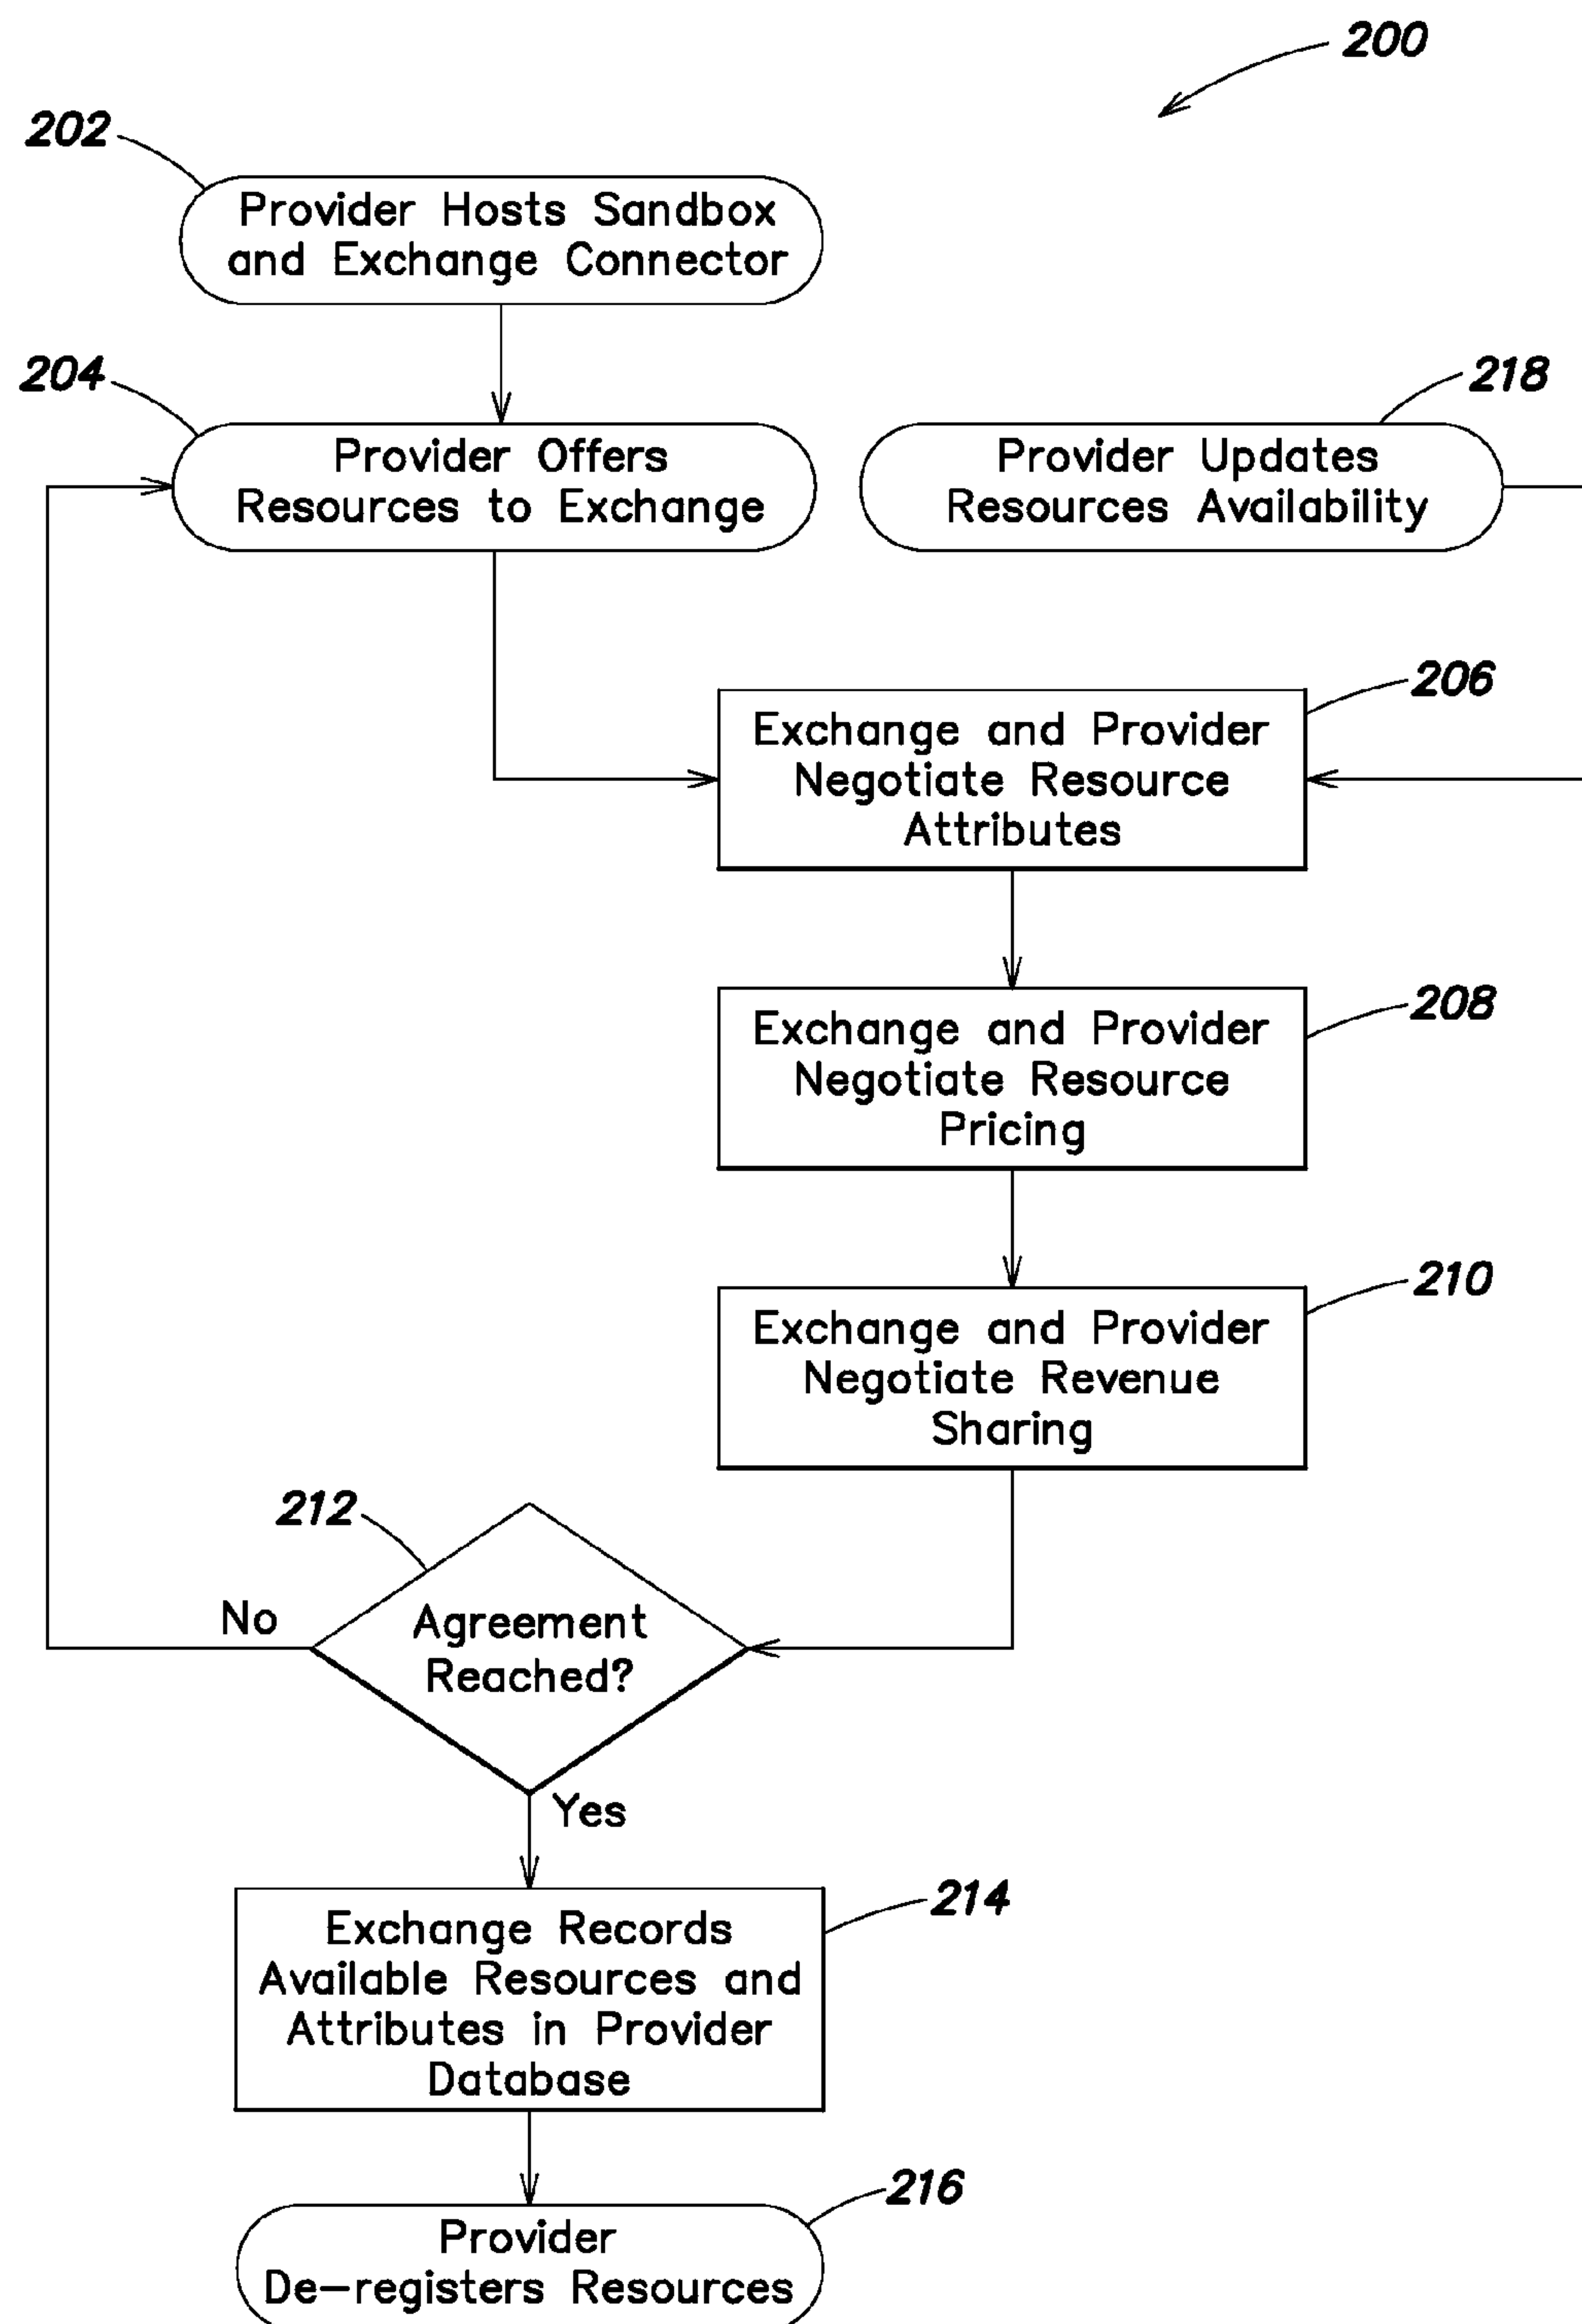 200
202
Provider Hosts Sandbox
and Exchange Connector
204
Provider Offers
Resources to Exchange
218
Provider Updates
Resources Availability
206
Exchange and Provider
Negotiate Resource
Attributes
208
Exchange and Provider
Negotiate Resource
Pricing
210
Exchange and Provider
Negotiate Revenue
Sharing
212
Agreement
Reached?
No
Yes
214
Exchange Records
Available Resources and
Attributes in Provider
Database
216
Provider
De-registers Resources